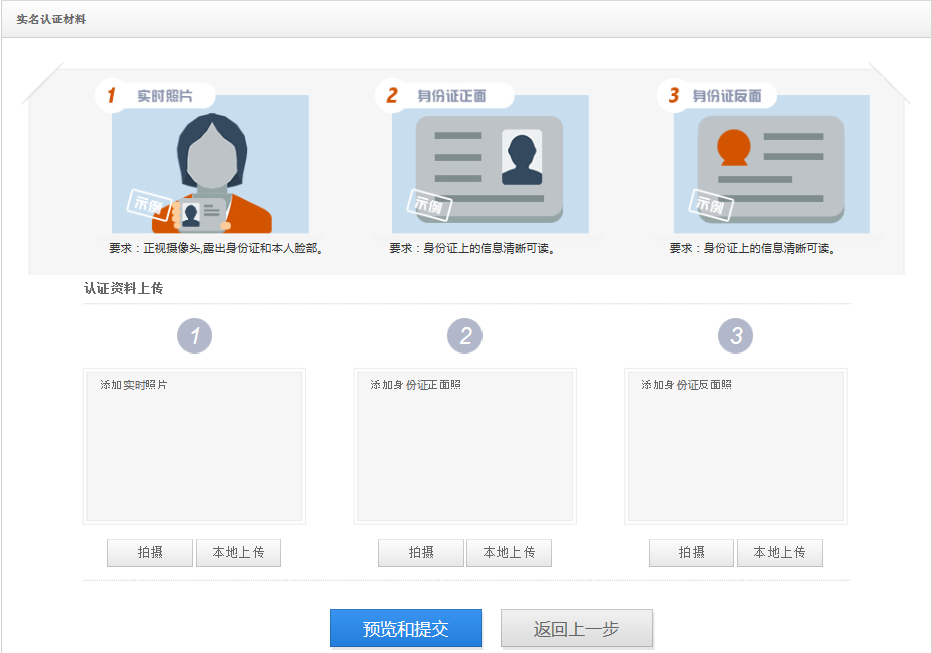 实名认证材料
1 实时照片
2 身份证正面
3 身份证反面
示例
示例
示例
要求：正视摄像头,露出身份证和本人脸部。
要求：身份证上的信息清晰可读。
要求：身份证上的信息清晰可读。
认证资料上传
1
2
3
添加实时照片
添加身份证正面照
添加身份证反面照
拍摄
本地上传
拍摄
本地上传
拍摄
本地上传
预览和提交
返回上一步